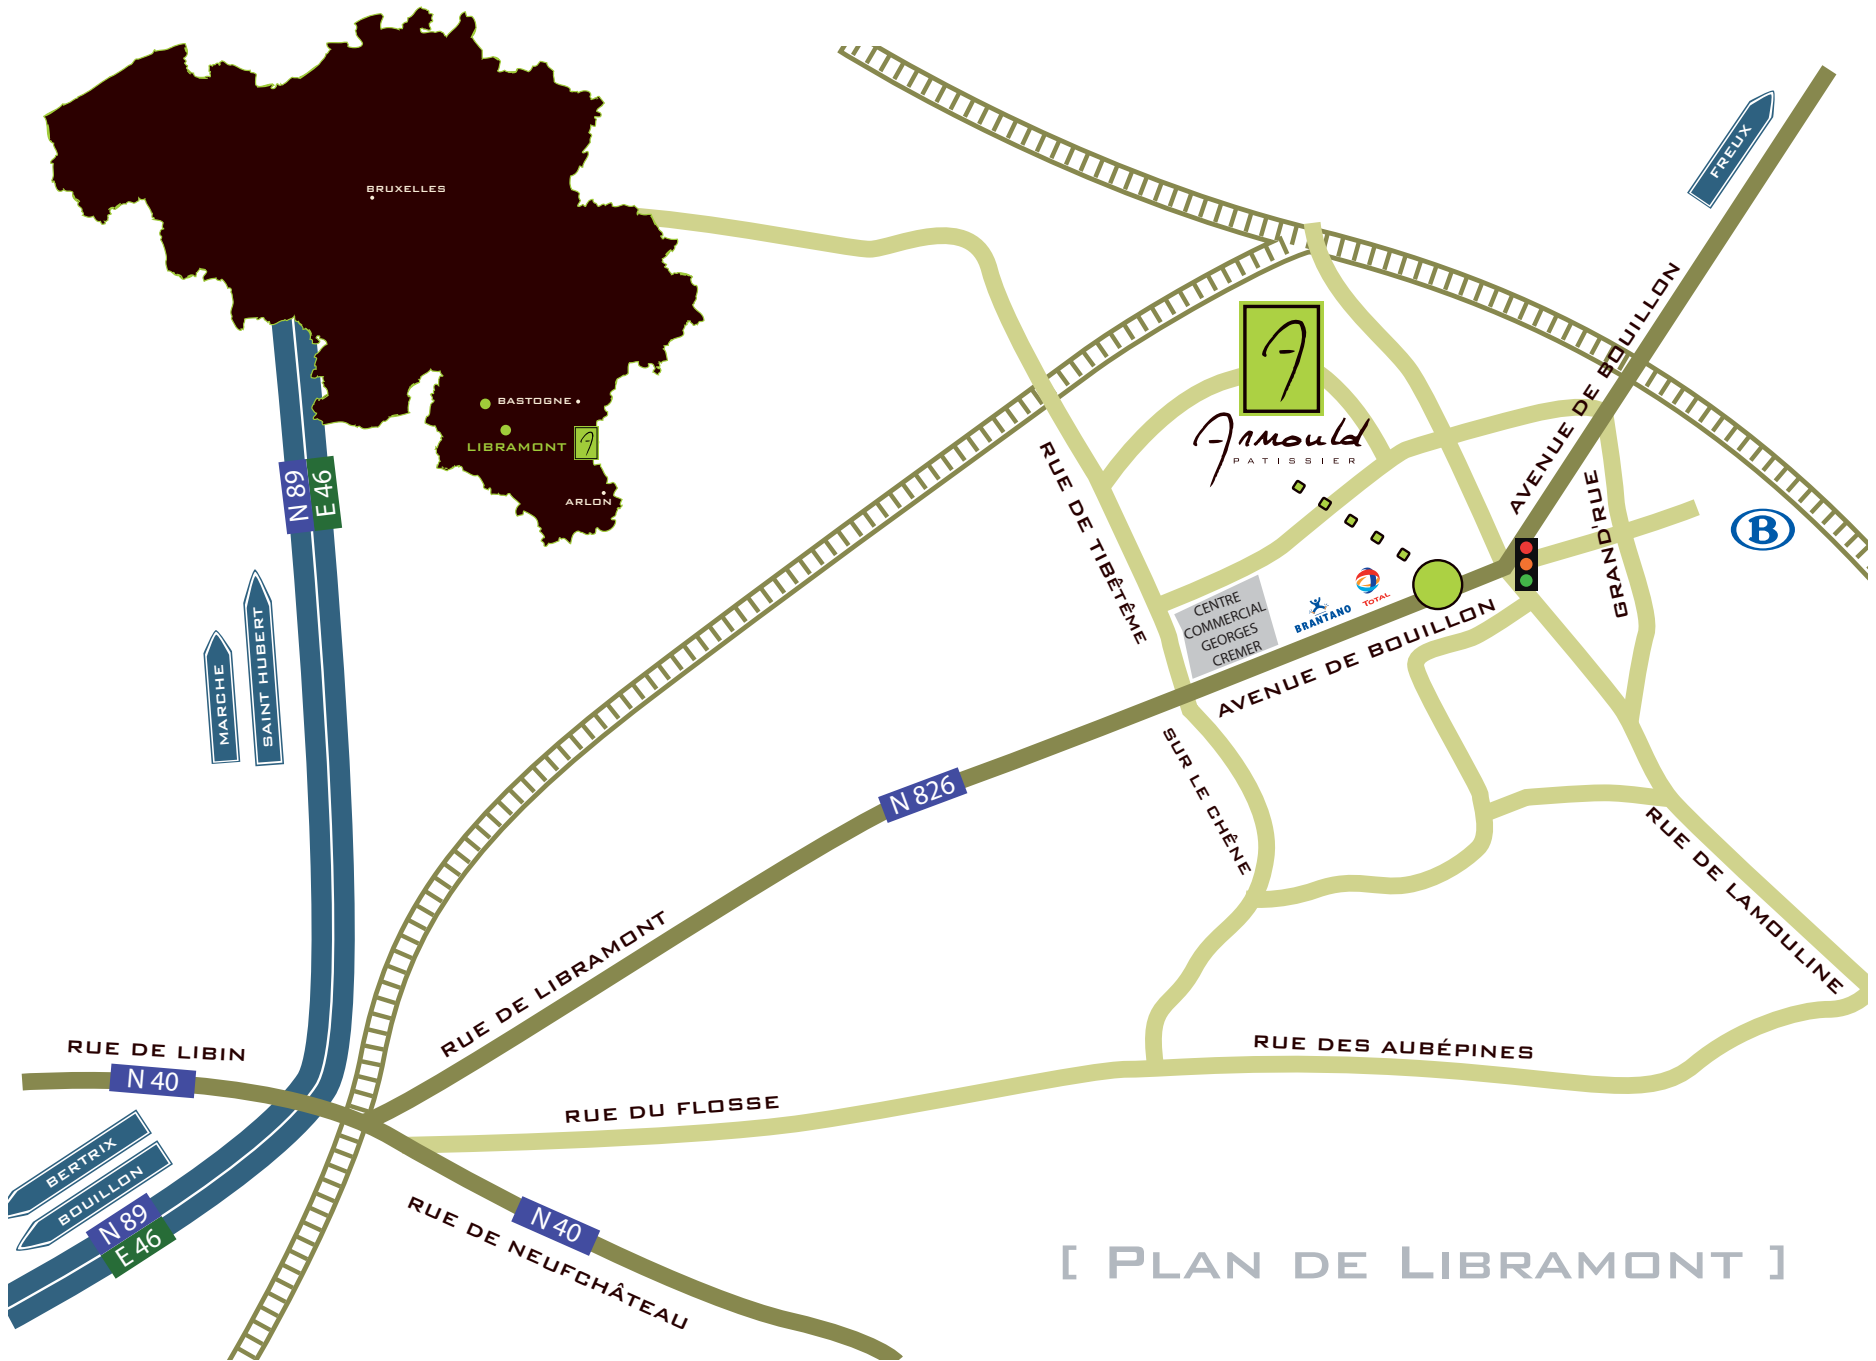 BRUXELLES
BASTOGNE
LIBRAMONT
ARLON
FREUX
AVENUE DE BOUILLON
Armould
PATISSIER
RUE DE TIBÊTÊME
GRAND'RUE
B
N 89
E 46
CENTRE
COMMERCIAL
GEORGES
CREMER
BRANTANO
TOTAL
AVENUE DE BOUILLON
MARCHE
SAINT HUBERT
SUR LE CHÊNE
N 826
RUE DE LAMOULINE
RUE DE LIBRAMONT
RUE DE LIBIN
N 40
RUE DES AUBÉPINES
RUE DU FLOSSE
BERTRIX
BOUILLON
N 89
E 46
N 40
RUE DE NEUFCHÂTEAU
[ PLAN DE LIBRAMONT ]